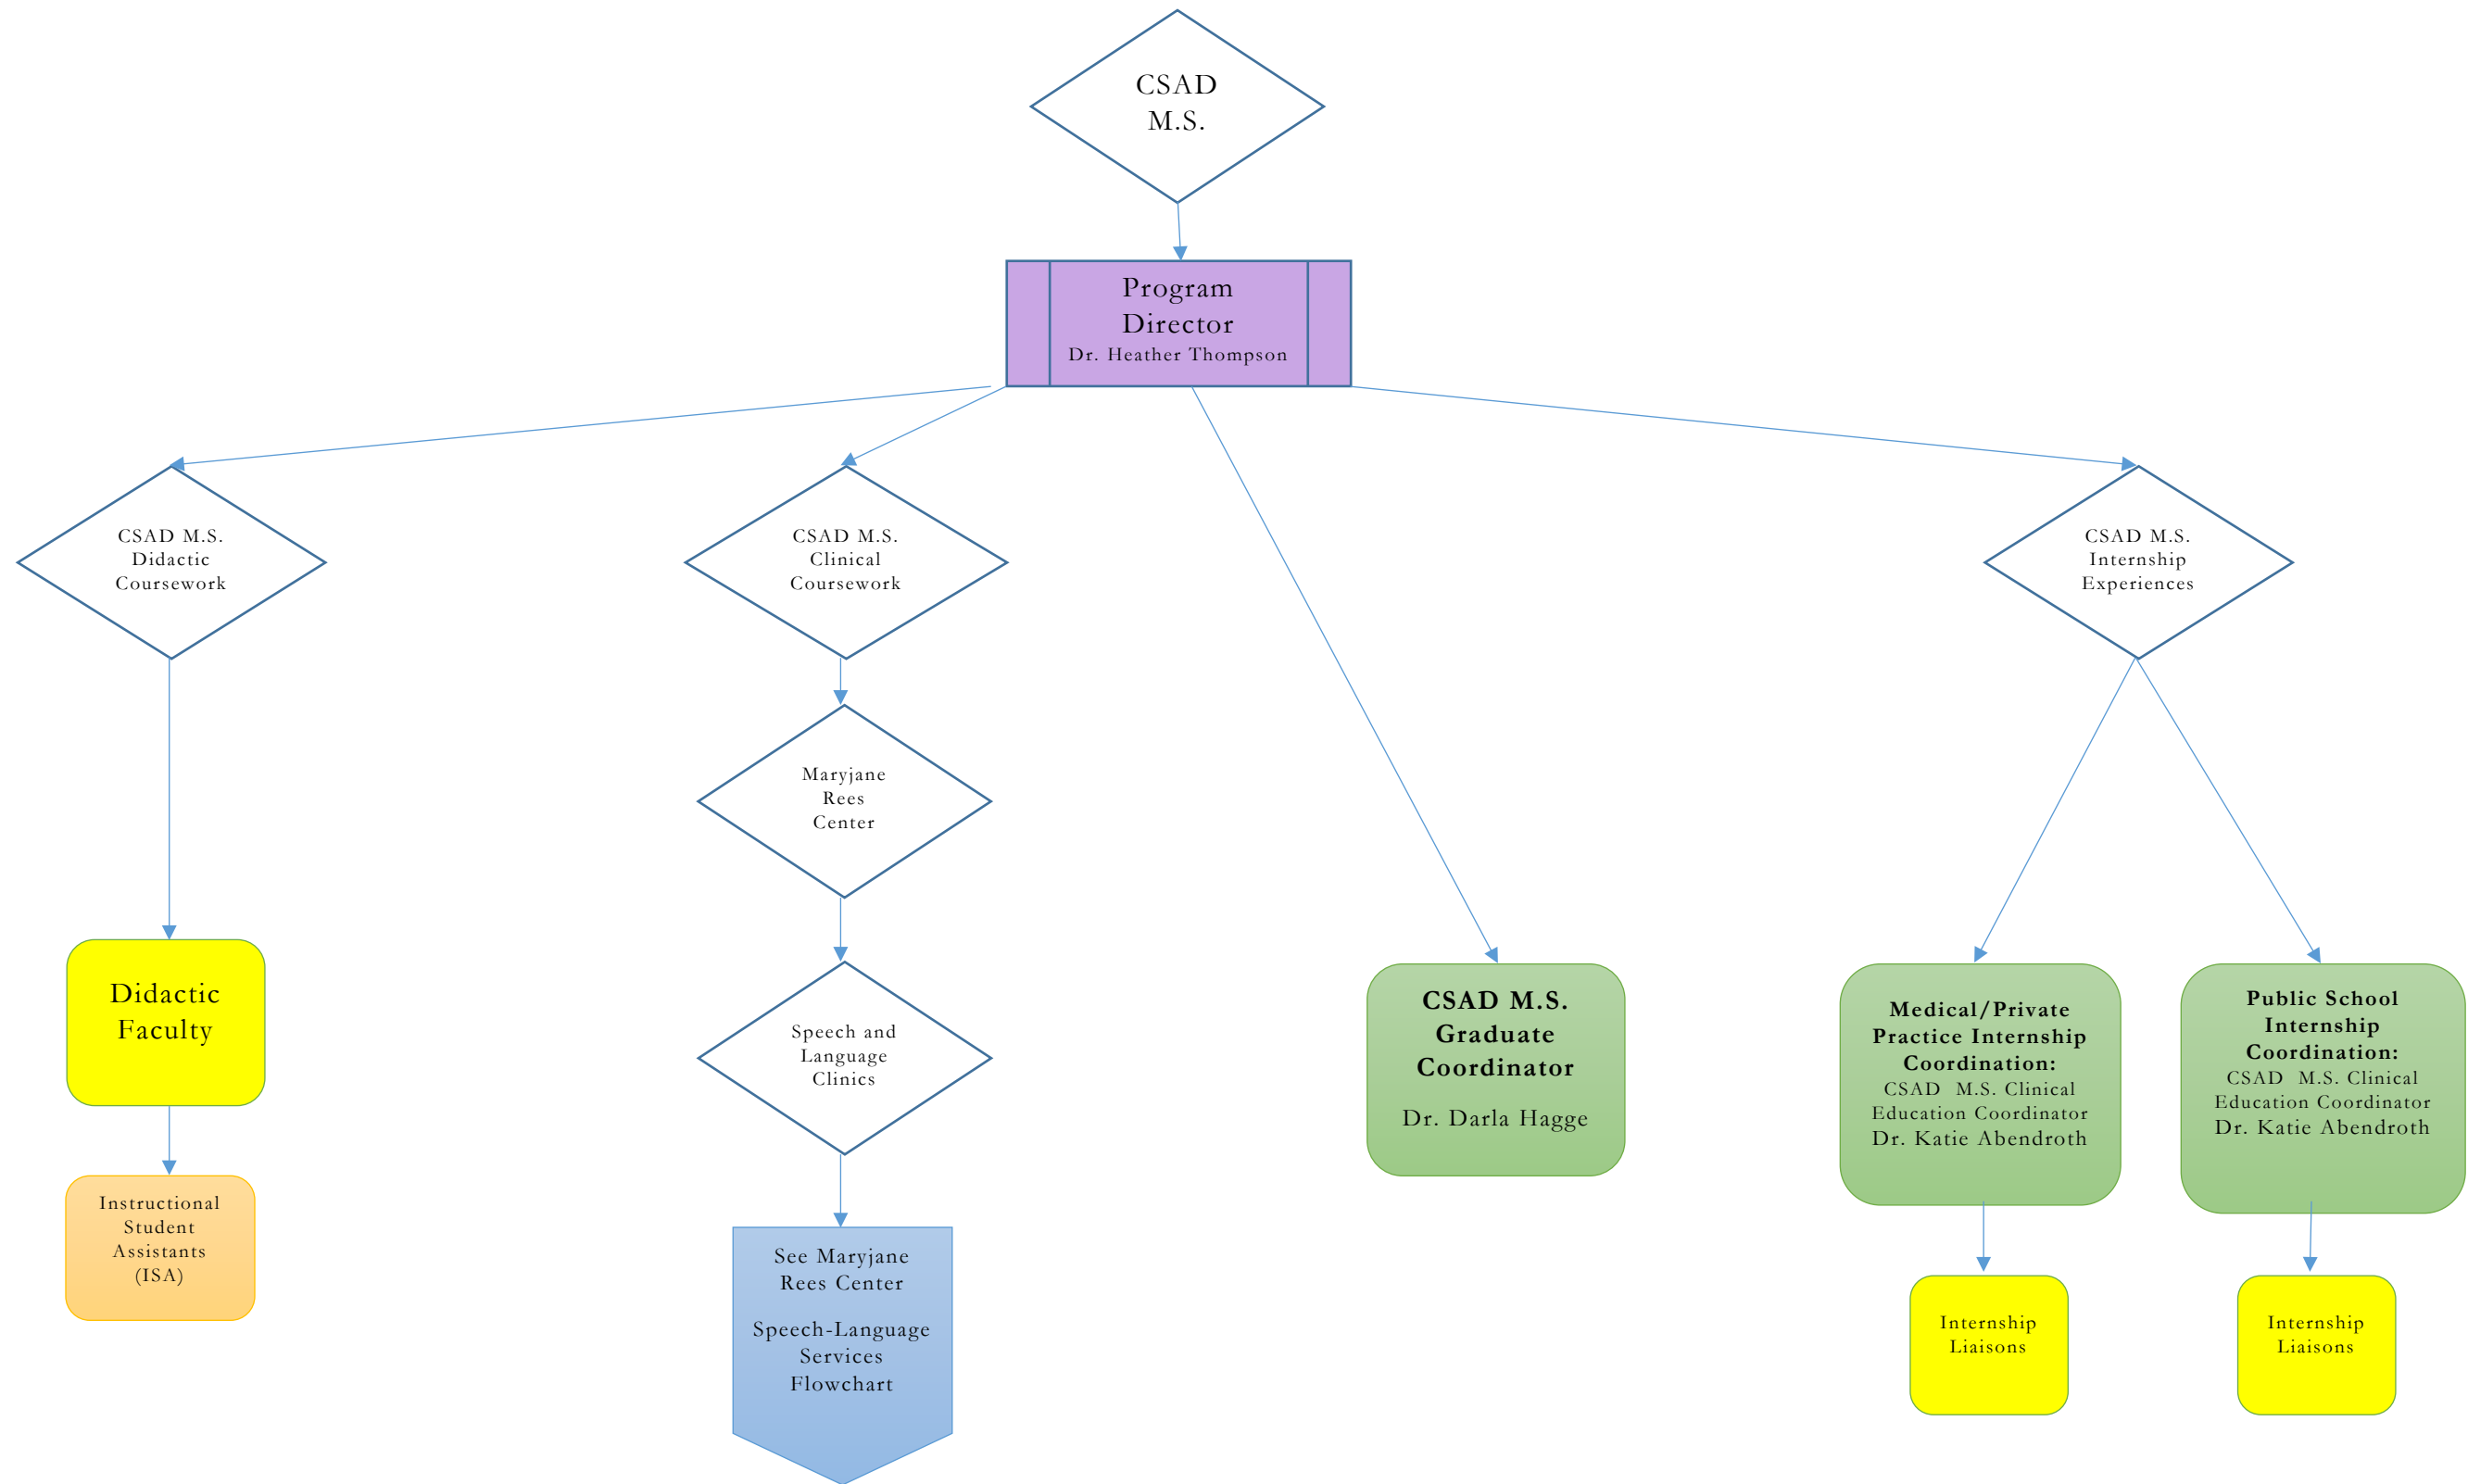 CSAD
M.S.
Program
Director
Dr. Heather Thompson
CSAD M.S.
Didactic
Coursework
CSAD M.S.
Clinical
Coursework
CSAD M.S.
Internship
Experiences
Maryjane
Rees
Center
Didactic
Faculty
Speech and
Language
Clinics
CSAD M.S.
Graduate
Coordinator
Dr. Darla Hagge
Medical/Private
Practice Internship
Coordination:
CSAD M.S. Clinical
Education Coordinator
Dr. Katie Abendroth
Public School
Internship
Coordination:
CSAD M.S. Clinical
Education Coordinator
Dr. Katie Abendroth
Instructional
Student
Assistants
(ISA)
See Maryjane
Rees Center
Speech-Language
Services
Flowchart
Internship
Liaisons
Internship
Liaisons